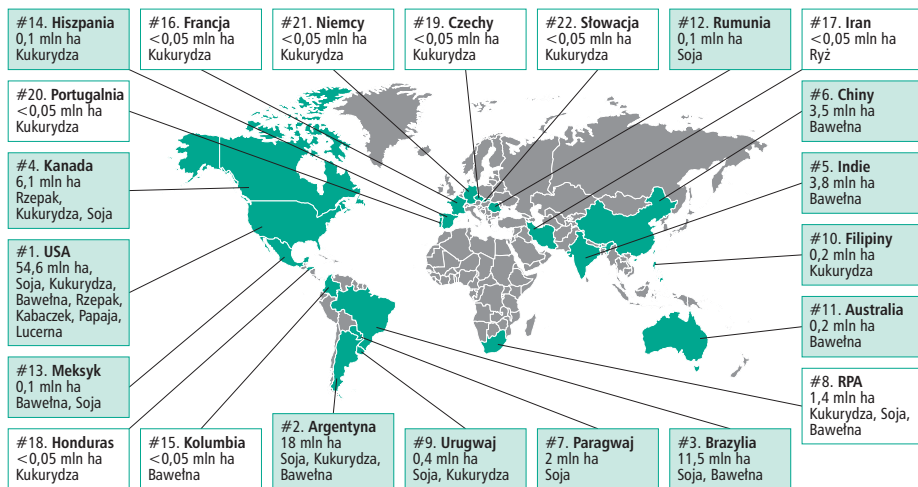 #14. Hiszpania
0,1 mln ha
Kukurydza
#16. Francja
<0,05 mln ha
Kukurydza
#21. Niemcy
<0,05 mln ha
Kukurydza
#19. Czechy
<0,05 mln ha
Kukurydza
#22. Słowacja
<0,05 mln ha
Kukurydza
#12. Rumunia
0,1 mln ha
Soja
#17. Iran
<0,05 mln ha
Ryż
#20. Portugalnia
<0,05 mln ha
Kukurydza
#6. Chiny
3,5 mln ha
Bawełna
#4. Kanada
6,1 mln ha
Rzepak,
Kukurydza, Soja
#5. Indie
3,8 mln ha
Bawełna
#1. USA
54,6 mln ha,
Soja, Kukurydza,
Bawełna, Rzepak,
Kabaczek, Papaja,
Lucerna
#10. Filipiny
0,2 mln ha
Kukurydza
#11. Australia
0,2 mln ha
Bawełna
#13. Meksyk
0,1 mln ha
Bawełna, Soja
#8. RPA
1,4 mln ha
Kukurydza, Soja,
Bawełna
#18. Honduras
<0,05 mln ha
Kukurydza
#15. Kolumbia
<0,05 mln ha
Bawełna
#2. Argentyna
18 mln ha
Soja, Kukurydza,
Bawełna
#9. Urugwaj
0,4 mln ha
Soja, Kukurydza
#7. Paragwaj
2 mln ha
Soja
#3. Brazylia
11,5 mln ha
Soja, Bawełna